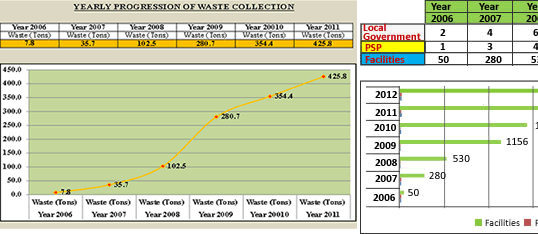 YEARLY PROGRESSION OF WASTE COLLECTION
Year 2006 Year 2007 Year 2008 Year 2009 Year 20010 Year 2011
Waste (Tons) Waste (Tons) Waste (Tons) Waste (Tons) Waste (Tons) Waste (Tons)
7.8 35.7 102.5 280.7 354.4 425.8
450.0
400.0
350.0
300.0
250.0
200.0
150.0
100.0
50.0
0.0
7.8
35.7
102.5
280.7
354.4
425.8
Waste (Tons) Waste (Tons) Waste (Tons) Waste (Tons) Waste (Tons) Waste (Tons)
Year 2006 Year 2007 Year 2008 Year 2009 Year 20010 Year 2011
Year Year Y
2006 2007 20
Local
Government 2 4 6
PSP 1 3 4
Facilities 50 280 53
2012
2011
2010 1
2009 1156
2008 530
2007 280
2006 50
Facilities